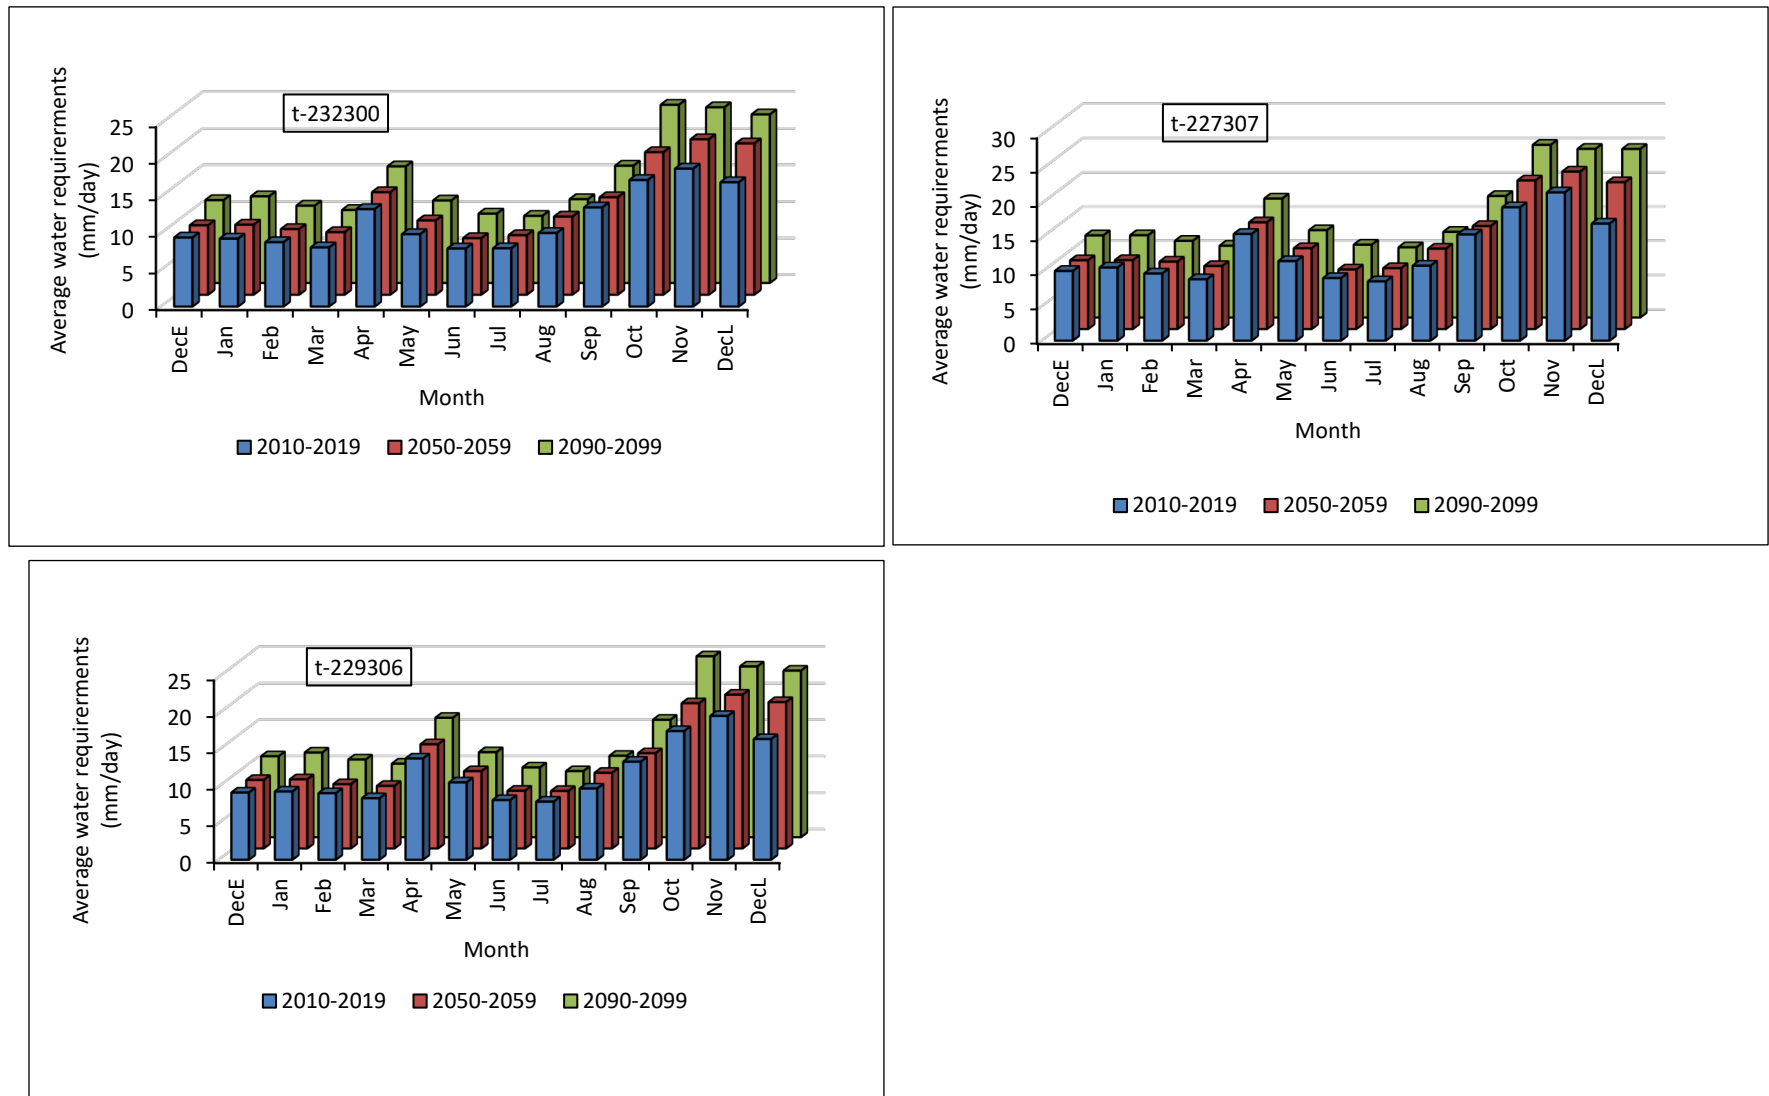 t-232300
Average water requirerments
(mm/day)
25
20
15
10
5
0
DecE
Jan
Feb
Mar
Apr
May
Jun
Jul
Aug
Sep
Oct
Nov
DecL
Month
2010-2019 2050-2059 2090-2099
t-227307
Average water requirerments
(mm/day)
30
25
20
15
10
5
0
DecE
Jan
Feb
Mar
Apr
May
Jun
Jul
Aug
Sep
Oct
Nov
DecL
Month
2010-2019 2050-2059 2090-2099
t-229306
Average water requirerments
(mm/day)
25
20
15
10
5
0
DecE
Jan
Feb
Mar
Apr
May
Jun
Jul
Aug
Sep
Oct
Nov
DecL
Month
2010-2019 2050-2059 2090-2099